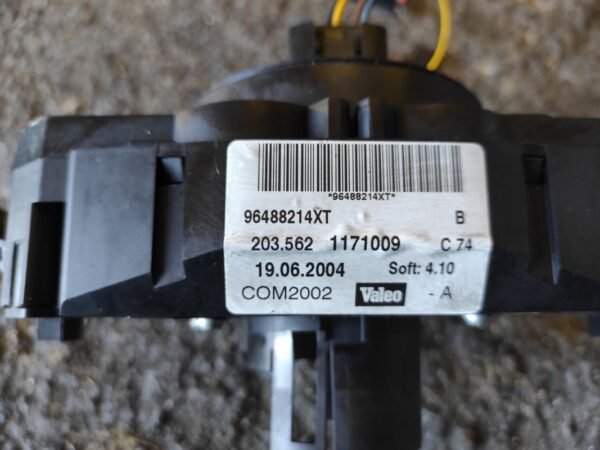 *96488214XT*
96488214XT B
203.562 1171009 C 74
19.06.2004 Soft: 4.10
COM2002 Valeo - A